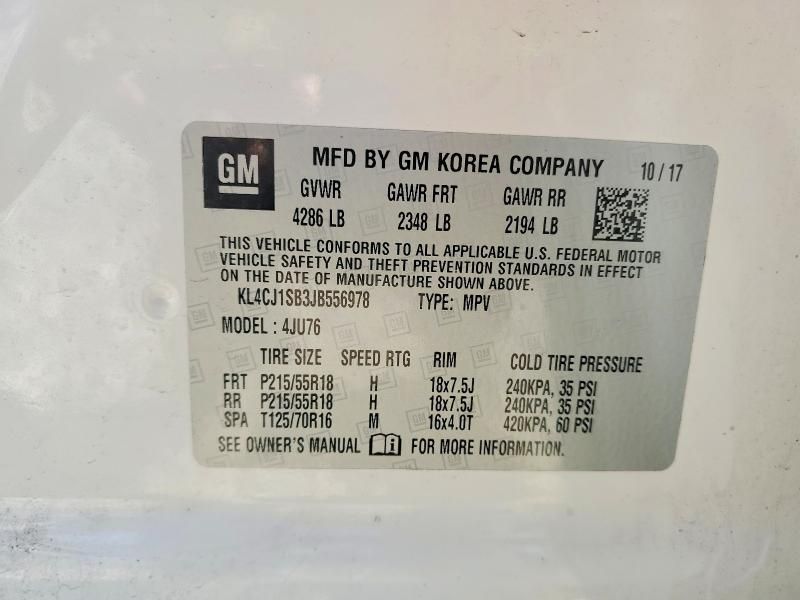 GM MFD BY GM KOREA COMPANY 10/17
GVWR GAWR FRT GAWR RR
4286 LB 2348 LB 2194 LB
THIS VEHICLE CONFORMS TO ALL APPLICABLE U.S. FEDERAL MOTOR
VEHICLE SAFETY AND THEFT PREVENTION STANDARDS IN EFFECT
ON THE DATE OF MANUFACTURE SHOWN ABOVE.
KL4CJ1SB3JB556978 TYPE: MPV
MODEL: 4JU76
TIRE SIZE SPEED RTG RIM COLD TIRE PRESSURE
FRT P215/55R18 H 18x7.5J 240KPA, 35 PSI
RR P215/55R18 H 18x7.5J 240KPA, 35 PSI
SPA T125/70R16 M 16x4.0T 420KPA, 60 PSI
SEE OWNER'S MANUAL FOR MORE INFORMATION.